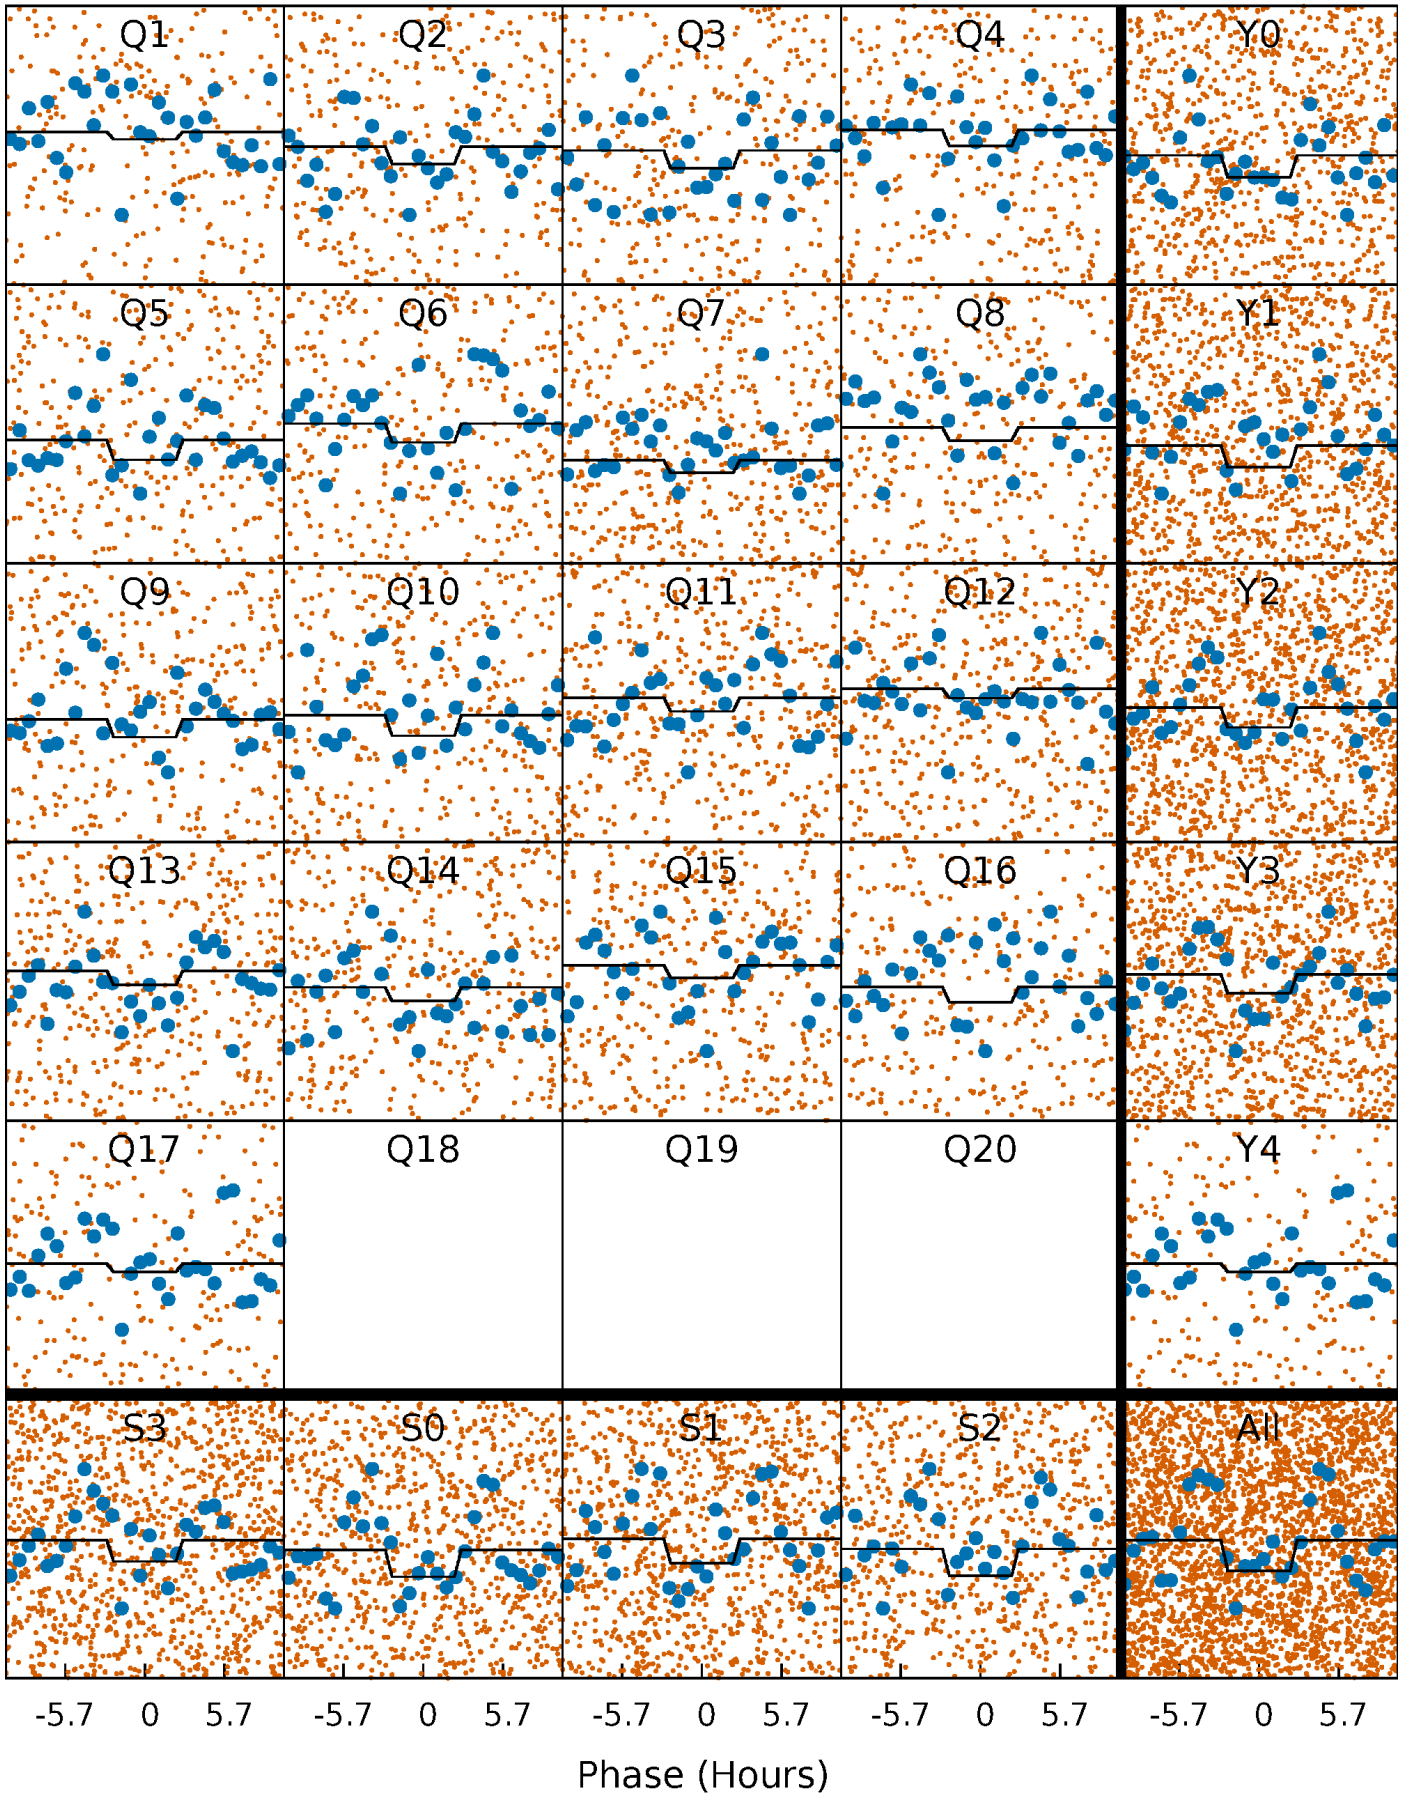 Q1 Q2 Q3 Q4 Y0
Q5 Q6 Q7 Q8 Y1
Q9 Q10 Q11 Q12 Y2
Q13 Q14 Q15 Q16 Y3
Q17 Q18 Q19 Q20 Y4
S3 S0 S1 S2 All
-5.7 0 5.7 -5.7 0 5.7 -5.7 0 5.7 -5.7 0 5.7 -5.7 0 5.7
Phase (Hours)